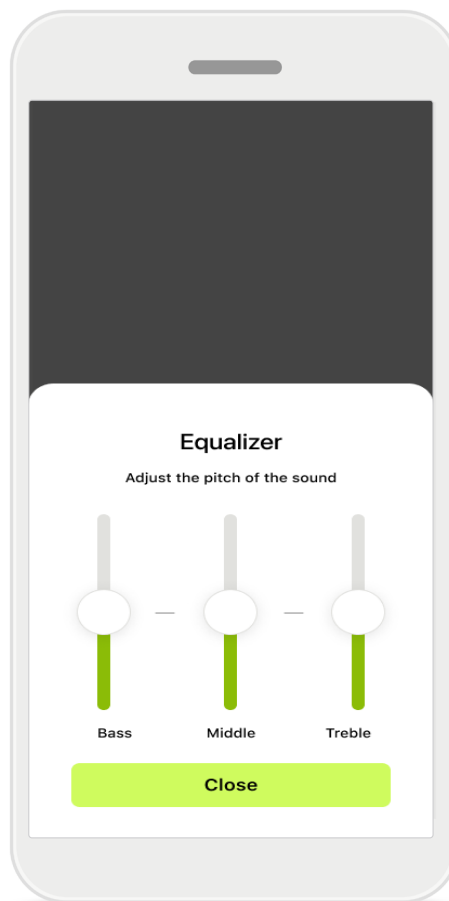 Equalizer
Adjust the pitch of the sound
Bass Middle Treble
Close